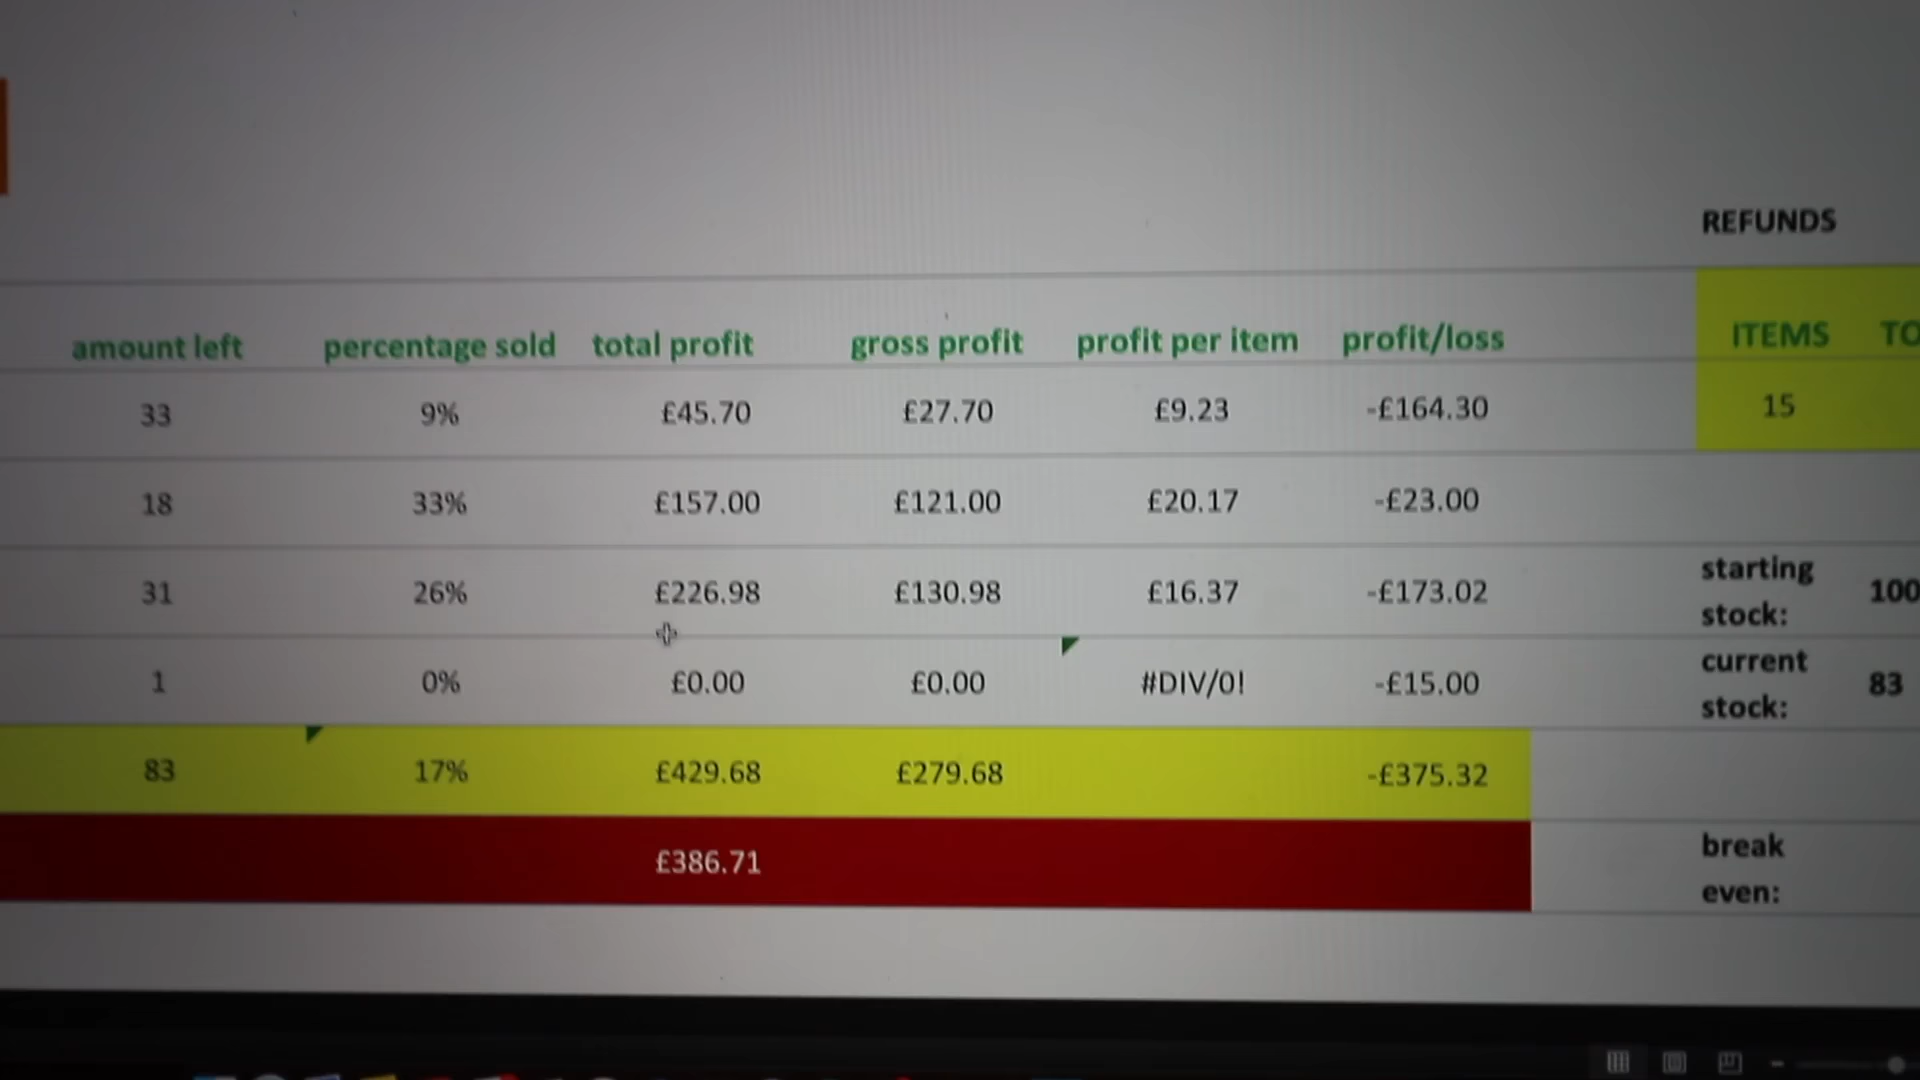 REFUNDS
amount left percentage sold total profit gross profit profit per item profit/loss ITEMS TO
33 9% £45.70 £27.70 £9.23 -£164.30 15
18 33% £157.00 £121.00 £20.17 -£23.00
31 26% £226.98 £130.98 £16.37 -£173.02 starting stock: 100
1 0% £0.00 £0.00 #DIV/0! -£15.00 current stock: 83
83 17% £429.68 £279.68 -£375.32
£386.71 break even: